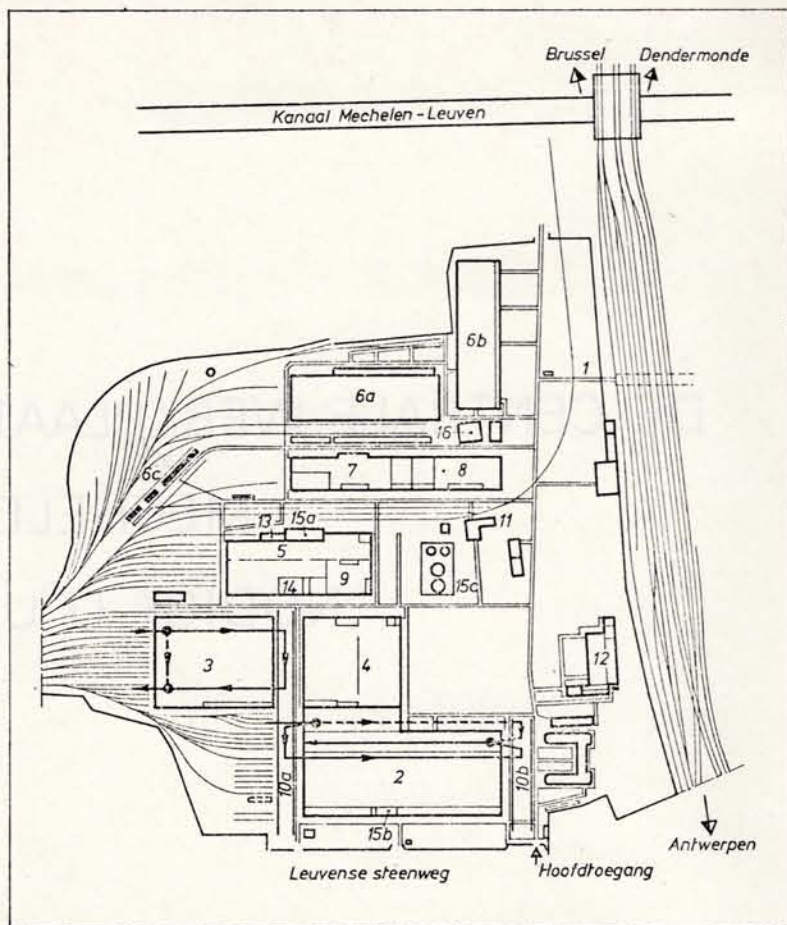 Brussel
Dendermonde
Kanaal Mechelen - Leuven
6b
1
6a
16
7
8
6c
13
15a
11
5
15c
14
9
3
4
12
10a
2
10b
15b
Leuvense steenweg
Hoofdtoegang
Antwerpen